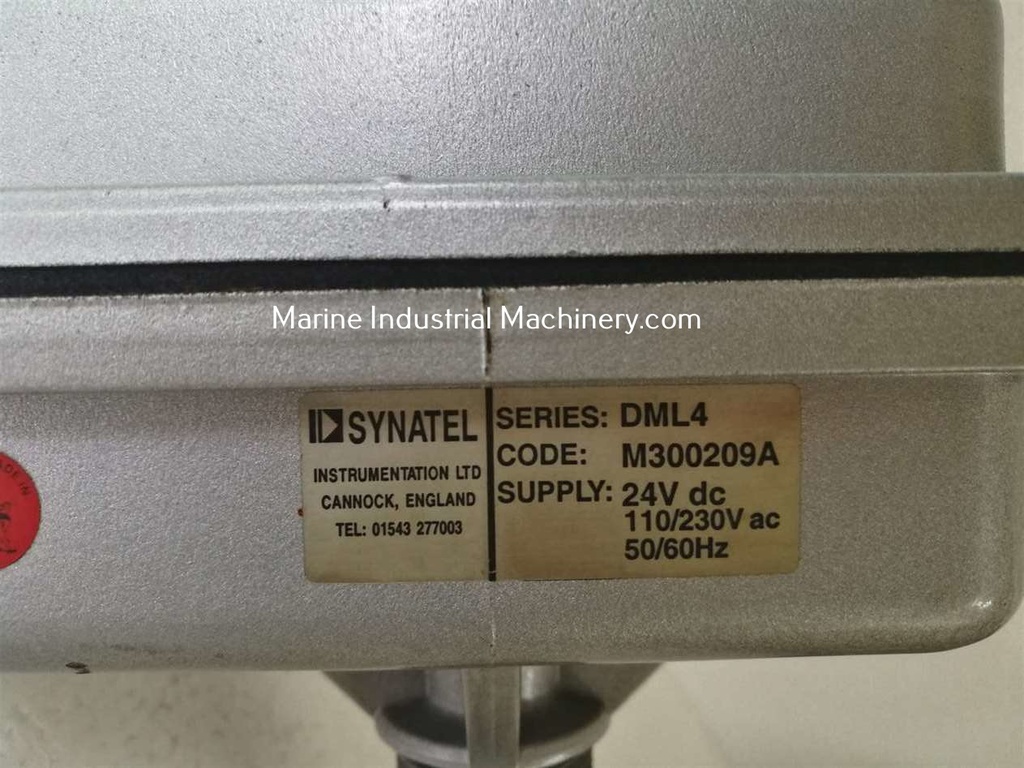 Marine Industrial Machinery.com
SYNATEL
INSTRUMENTATION LTD
CANNOCK, ENGLAND
TEL: 01543 277003
SERIES: DML4
CODE: M300209A
SUPPLY: 24V dc
110/230V ac
50/60Hz